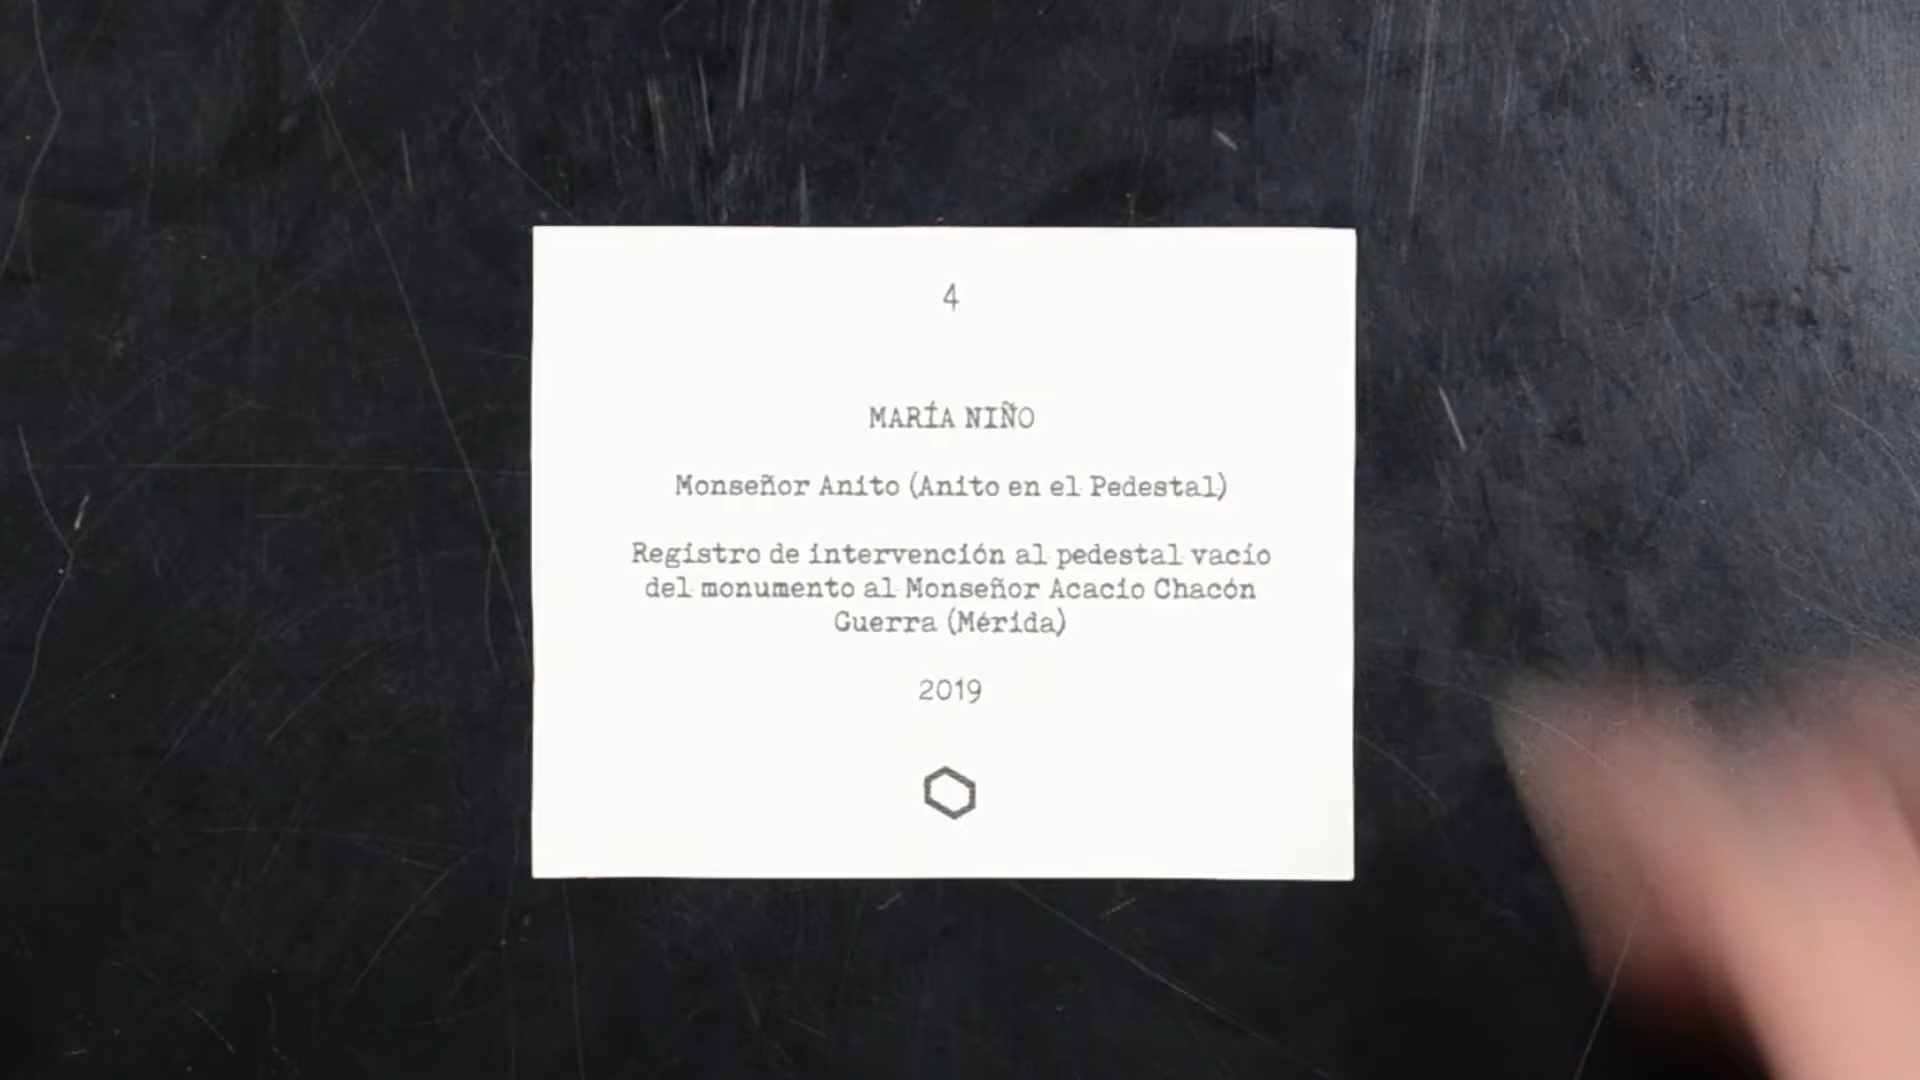 4
MARÍA NIÑO
Monseñor Anito (Anito en el Pedestal)
Registro de intervención al pedestal vacío
del monumento al Monseñor Acacio Chacón
Guerra (Mérida)
2019